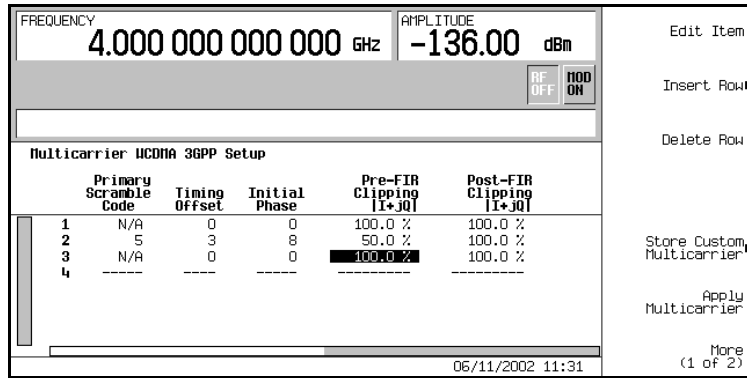 FREQUENCY
4.000 000 000 000 GHz
AMPLITUDE
-136.00 dBm
RF OFF
MOD ON
Multicarrier WCDMA 3GPP Setup
Primary Scramble Code Timing Offset Initial Phase Pre-FIR Clipping |I+jQ| Post-FIR Clipping |I+jQ|
1 N/A 0 0 100.0 % 100.0 %
2 5 3 8 50.0 % 100.0 %
3 N/A 0 0 100.0 % 100.0 %
4 ----- ----- ---- --------- ---------
06/11/2002 11:31
Edit Item
Insert Row
Delete Row
Store Custom
Multicarrier
Apply
Multicarrier
More
(1 of 2)